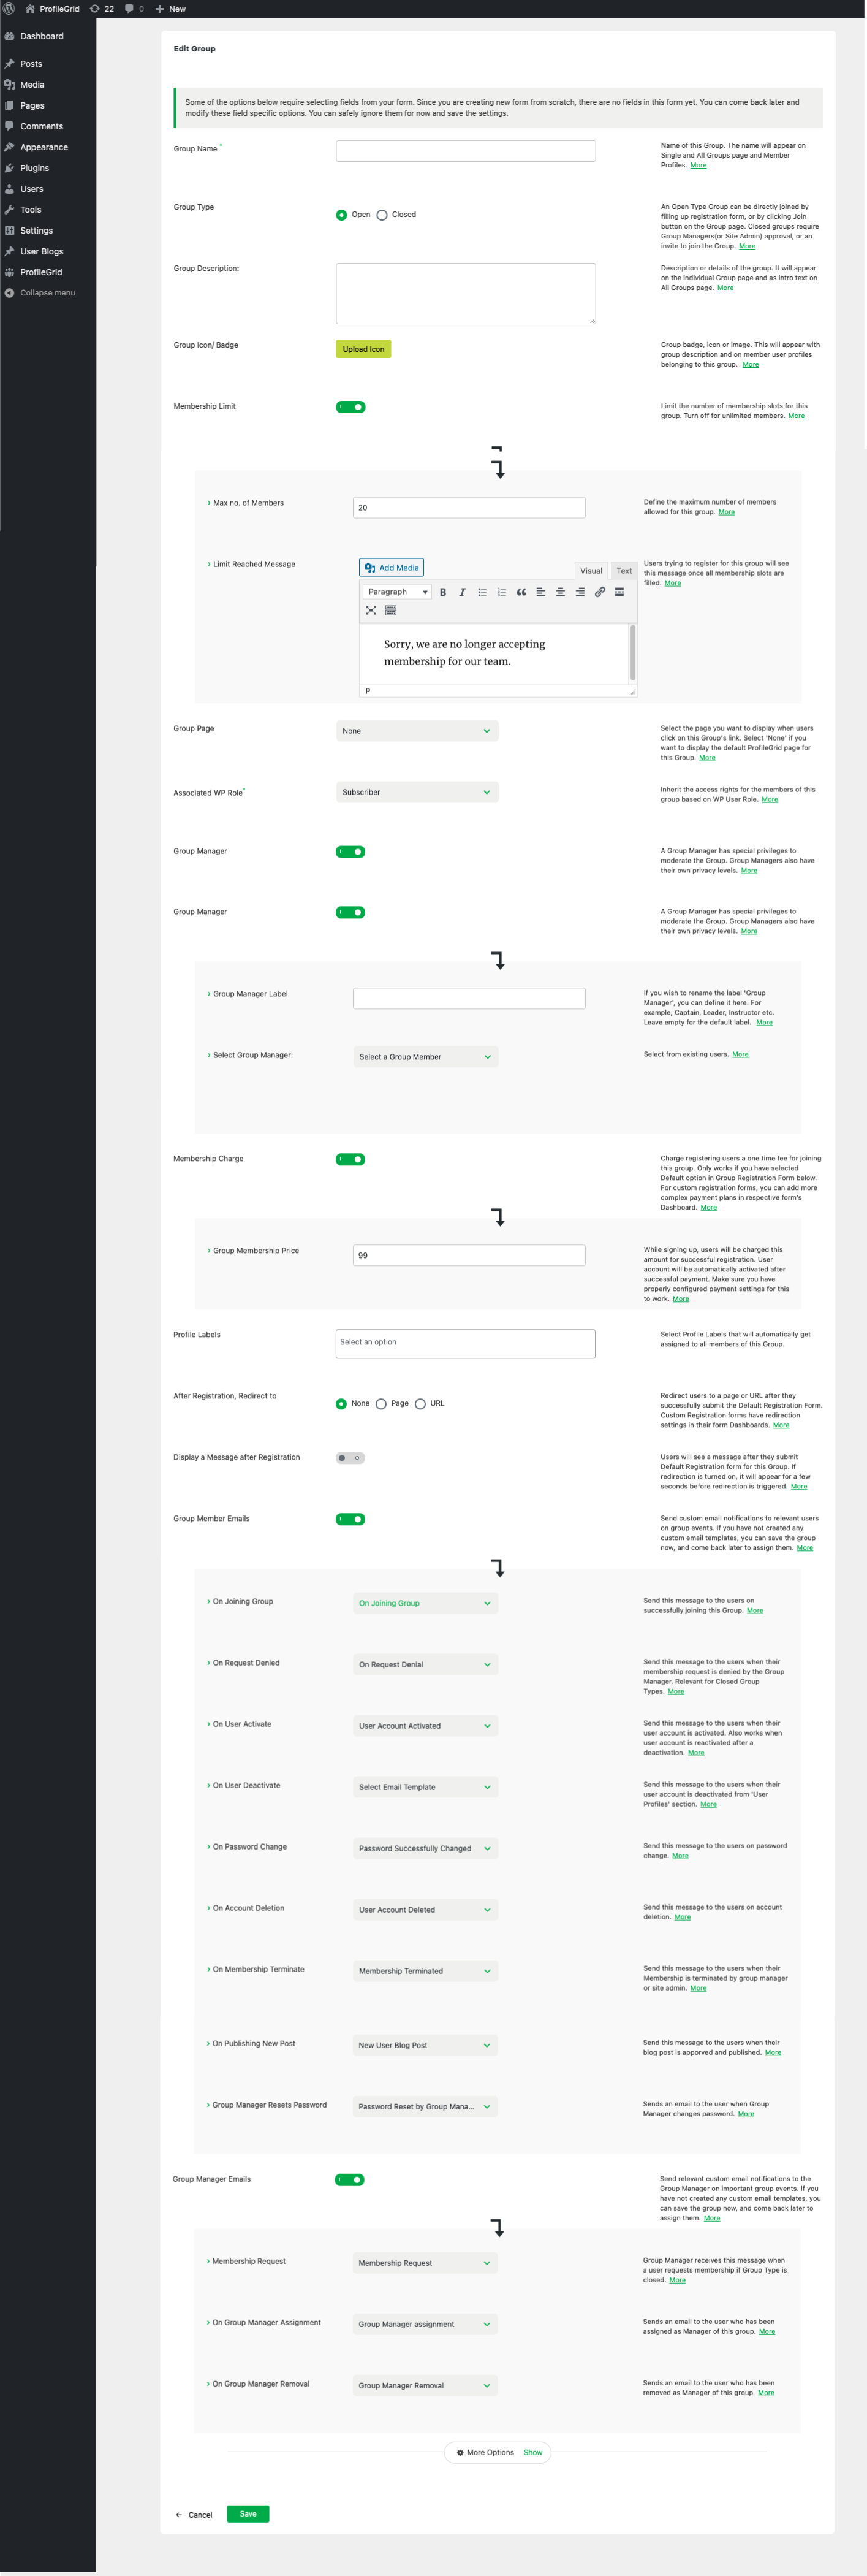 ProfileGrid 22 0 + New
Dashboard
Posts
Media
Pages
Comments
Appearance
Plugins
Users
Tools
Settings
User Blogs
ProfileGrid
Collapse menu
Edit Group
Some of the options below require selecting fields from your form. Since you are creating new form from scratch, there are no fields in this form yet. You can come back later and
modify these field specific options. You can safely ignore them for now and save the settings.
Group Name *
Name of this Group. The name will appear on
Single and All Groups page and Member
Profiles. More
Group Type
Open Closed
An Open Type Group can be directly joined by
filling up registration form, or by clicking Join
button on the Group page. Closed groups require
Group Managers(or Site Admin) approval, or an
invite to join the Group. More
Group Description:
Description or details of the group. It will appear
on the individual Group page and as intro text on
All Groups page. More
Group Icon/ Badge
Upload Icon
Group badge, icon or image. This will appear with
group description and on member user profiles
belonging to this group. More
Membership Limit
Limit the number of membership slots for this
group. Turn off for unlimited members. More
› Max no. of Members
20
Define the maximum number of members
allowed for this group. More
› Limit Reached Message
Add Media
Visual Text
Users trying to register for this group will see
this message once all membership slots are
filled. More
Paragraph
Sorry, we are no longer accepting
membership for our team.
P
Group Page
None
Select the page you want to display when users
click on this Group's link. Select 'None' if you
want to display the default ProfileGrid page for
this Group. More
Associated WP Role*
Subscriber
Inherit the access rights for the members of this
group based on WP User Role. More
Group Manager
A Group Manager has special privileges to
moderate the Group. Group Managers also have
their own privacy levels. More
Group Manager
A Group Manager has special privileges to
moderate the Group. Group Managers also have
their own privacy levels. More
› Group Manager Label
If you wish to rename the label 'Group
Manager', you can define it here. For
example, Captain, Leader, Instructor etc.
Leave empty for the default label. More
› Select Group Manager:
Select a Group Member
Select from existing users. More
Membership Charge
Charge registering users a one time fee for joining
this group. Only works if you have selected
Default option in Group Registration Form below.
For custom registration forms, you can add more
complex payment plans in respective form's
Dashboard. More
› Group Membership Price
99
While signing up, users will be charged this
amount for successful registration. User
account will be automatically activated after
successful payment. Make sure you have
properly configured payment settings for this
to work. More
Profile Labels
Select an option
Select Profile Labels that will automatically get
assigned to all members of this Group.
After Registration, Redirect to
None Page URL
Redirect users to a page or URL after they
successfully submit the Default Registration Form.
Custom Registration forms have redirection
settings in their form Dashboards. More
Display a Message after Registration
Users will see a message after they submit
Default Registration form for this Group. If
redirection is turned on, it will appear for a few
seconds before redirection is triggered. More
Group Member Emails
Send custom email notifications to relevant users
on group events. If you have not created any
custom email templates, you can save the group
now, and come back later to assign them. More
› On Joining Group
On Joining Group
Send this message to the users on
successfully joining this Group. More
› On Request Denied
On Request Denial
Send this message to the users when their
membership request is denied by the Group
Manager. Relevant for Closed Group
Types. More
› On User Activate
User Account Activated
Send this message to the users when their
user account is activated. Also works when
user account is reactivated after a
deactivation. More
› On User Deactivate
Select Email Template
Send this message to the users when their
user account is deactivated from 'User
Profiles' section. More
› On Password Change
Password Successfully Changed
Send this message to the users on password
change. More
› On Account Deletion
User Account Deleted
Send this message to the users on account
deletion. More
› On Membership Terminate
Membership Terminated
Send this message to the users when their
Membership is terminated by group manager
or site admin. More
› On Publishing New Post
New User Blog Post
Send this message to the users when their
blog post is apporved and published. More
› Group Manager Resets Password
Password Reset by Group Mana...
Sends an email to the user when Group
Manager changes password. More
Group Manager Emails
Send relevant custom email notifications to the
Group Manager on important group events. If you
have not created any custom email templates, you
can save the group now, and come back later to
assign them. More
› Membership Request
Membership Request
Group Manager receives this message when
a user requests membership if Group Type is
closed. More
› On Group Manager Assignment
Group Manager assignment
Sends an email to the user who has been
assigned as Manager of this group. More
› On Group Manager Removal
Group Manager Removal
Sends an email to the user who has been
removed as Manager of this group. More
More Options Show
← Cancel Save